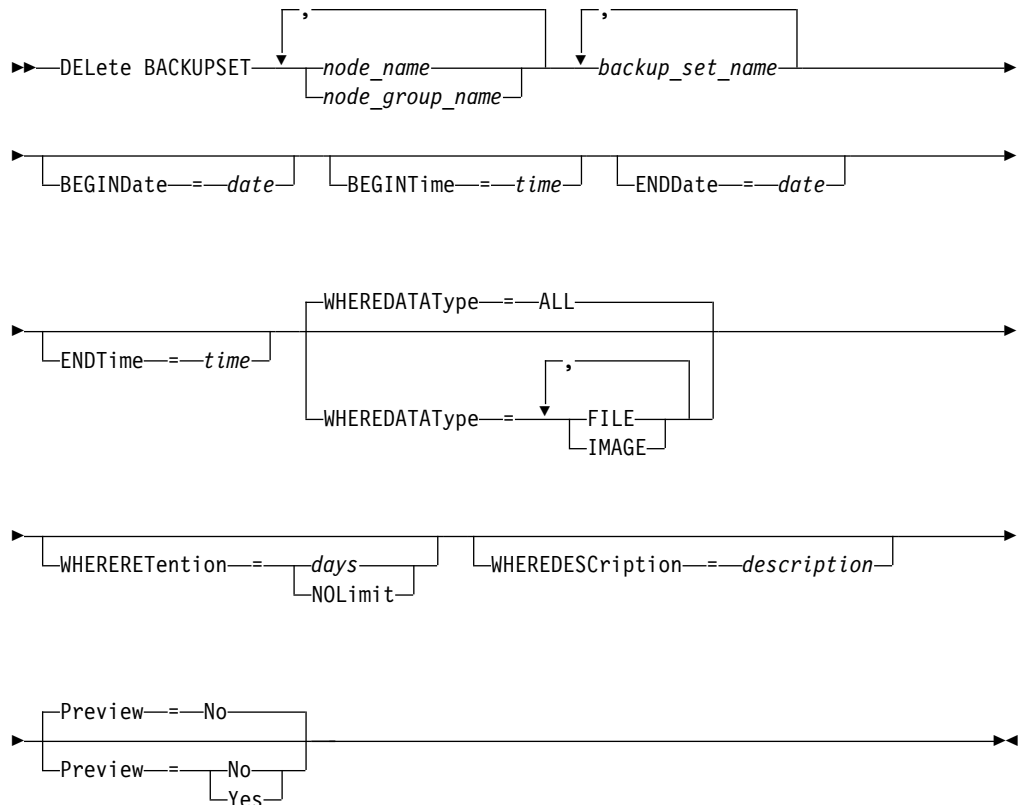 , ,
DELete BACKUPSET node_name backup_set_name
node_group_name
BEGINDate = date BEGINTime = time ENDDate = date
WHEREDATAType = ALL
ENDTime = time
,
WHEREDATAType = FILE
IMAGE
WHERERETention = days WHEREDESCription = description
NOLimit
Preview = No
Preview = No
Yes